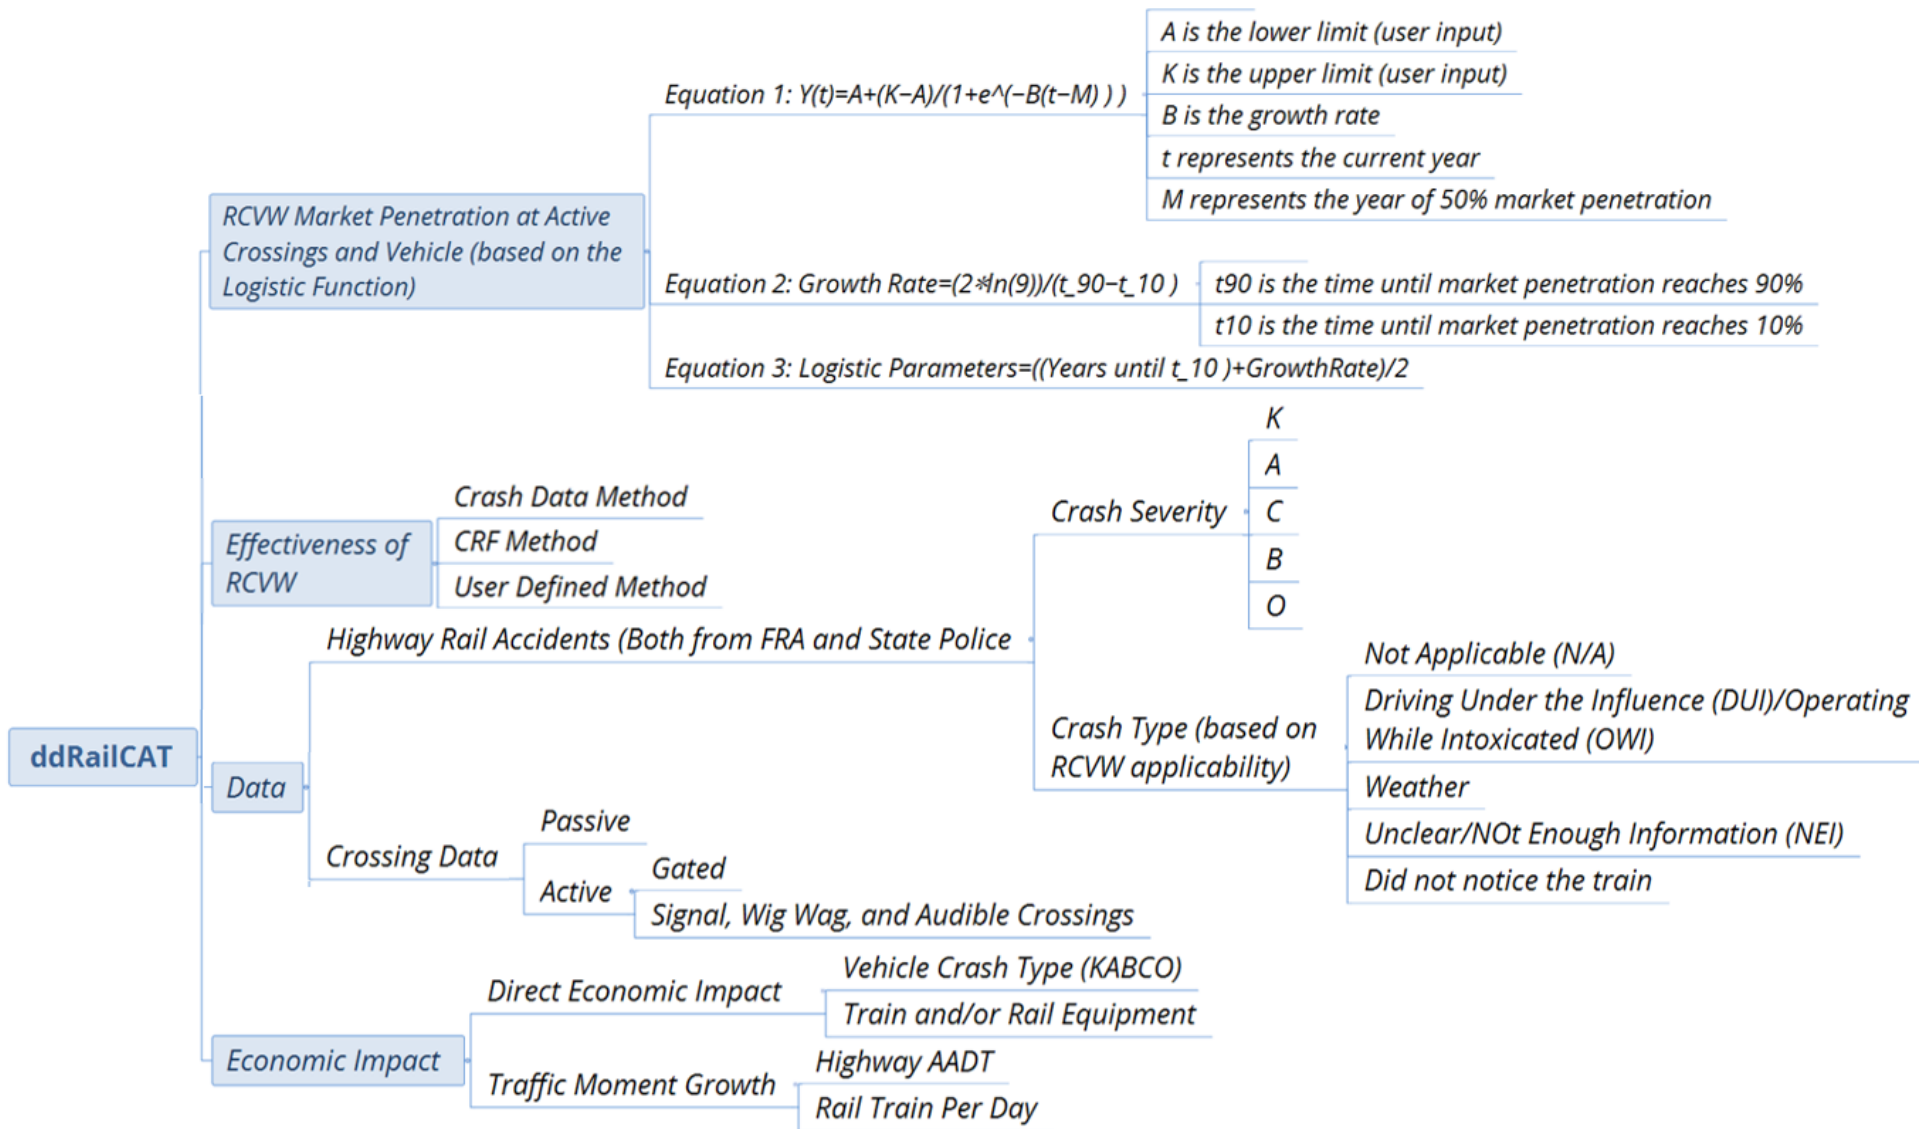 ddRailCAT
RCVW Market Penetration at Active
Crossings and Vehicle (based on the
Logistic Function)
Equation 1: Y(t)=A+(K−A)/(1+e^(−B(t−M) ) )
A is the lower limit (user input)
K is the upper limit (user input)
B is the growth rate
t represents the current year
M represents the year of 50% market penetration
Equation 2: Growth Rate=(2*ln(9))/(t_90−t_10 )
t90 is the time until market penetration reaches 90%
t10 is the time until market penetration reaches 10%
Equation 3: Logistic Parameters=((Years until t_10 )+GrowthRate)/2
Effectiveness of
RCVW
Crash Data Method
CRF Method
User Defined Method
Data
Highway Rail Accidents (Both from FRA and State Police
Crash Severity
K
A
C
B
O
Crash Type (based on
RCVW applicability)
Not Applicable (N/A)
Driving Under the Influence (DUI)/Operating
While Intoxicated (OWI)
Weather
Unclear/NOt Enough Information (NEI)
Did not notice the train
Crossing Data
Passive
Active
Gated
Signal, Wig Wag, and Audible Crossings
Economic Impact
Direct Economic Impact
Vehicle Crash Type (KABCO)
Train and/or Rail Equipment
Traffic Moment Growth
Highway AADT
Rail Train Per Day